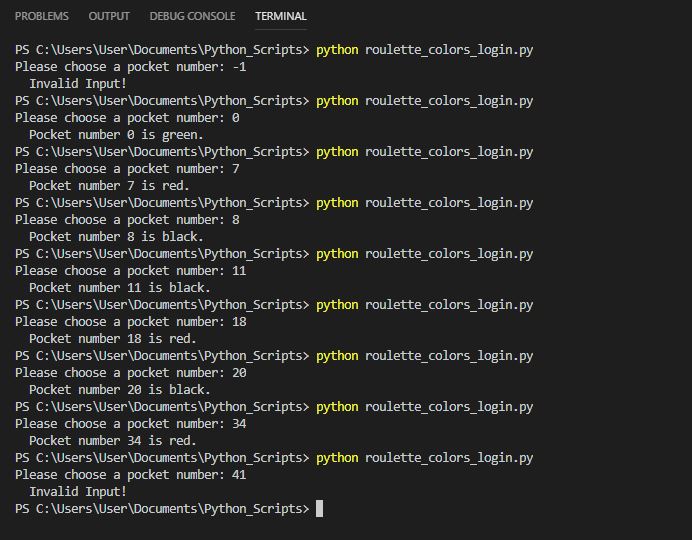 PROBLEMS OUTPUT DEBUG CONSOLE TERMINAL
PS C:\Users\User\Documents\Python_Scripts> python roulette_colors_login.py
Please choose a pocket number: -1
  Invalid Input!
PS C:\Users\User\Documents\Python_Scripts> python roulette_colors_login.py
Please choose a pocket number: 0
  Pocket number 0 is green.
PS C:\Users\User\Documents\Python_Scripts> python roulette_colors_login.py
Please choose a pocket number: 7
  Pocket number 7 is red.
PS C:\Users\User\Documents\Python_Scripts> python roulette_colors_login.py
Please choose a pocket number: 8
  Pocket number 8 is black.
PS C:\Users\User\Documents\Python_Scripts> python roulette_colors_login.py
Please choose a pocket number: 11
  Pocket number 11 is black.
PS C:\Users\User\Documents\Python_Scripts> python roulette_colors_login.py
Please choose a pocket number: 18
  Pocket number 18 is red.
PS C:\Users\User\Documents\Python_Scripts> python roulette_colors_login.py
Please choose a pocket number: 20
  Pocket number 20 is black.
PS C:\Users\User\Documents\Python_Scripts> python roulette_colors_login.py
Please choose a pocket number: 34
  Pocket number 34 is red.
PS C:\Users\User\Documents\Python_Scripts> python roulette_colors_login.py
Please choose a pocket number: 41
  Invalid Input!
PS C:\Users\User\Documents\Python_Scripts>